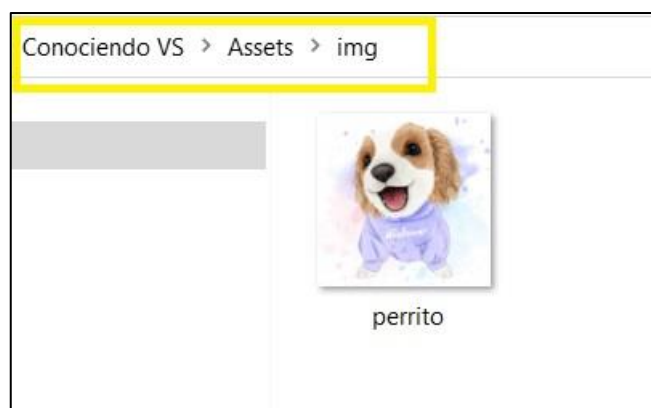 Conociendo VS > Assets > img
perrito